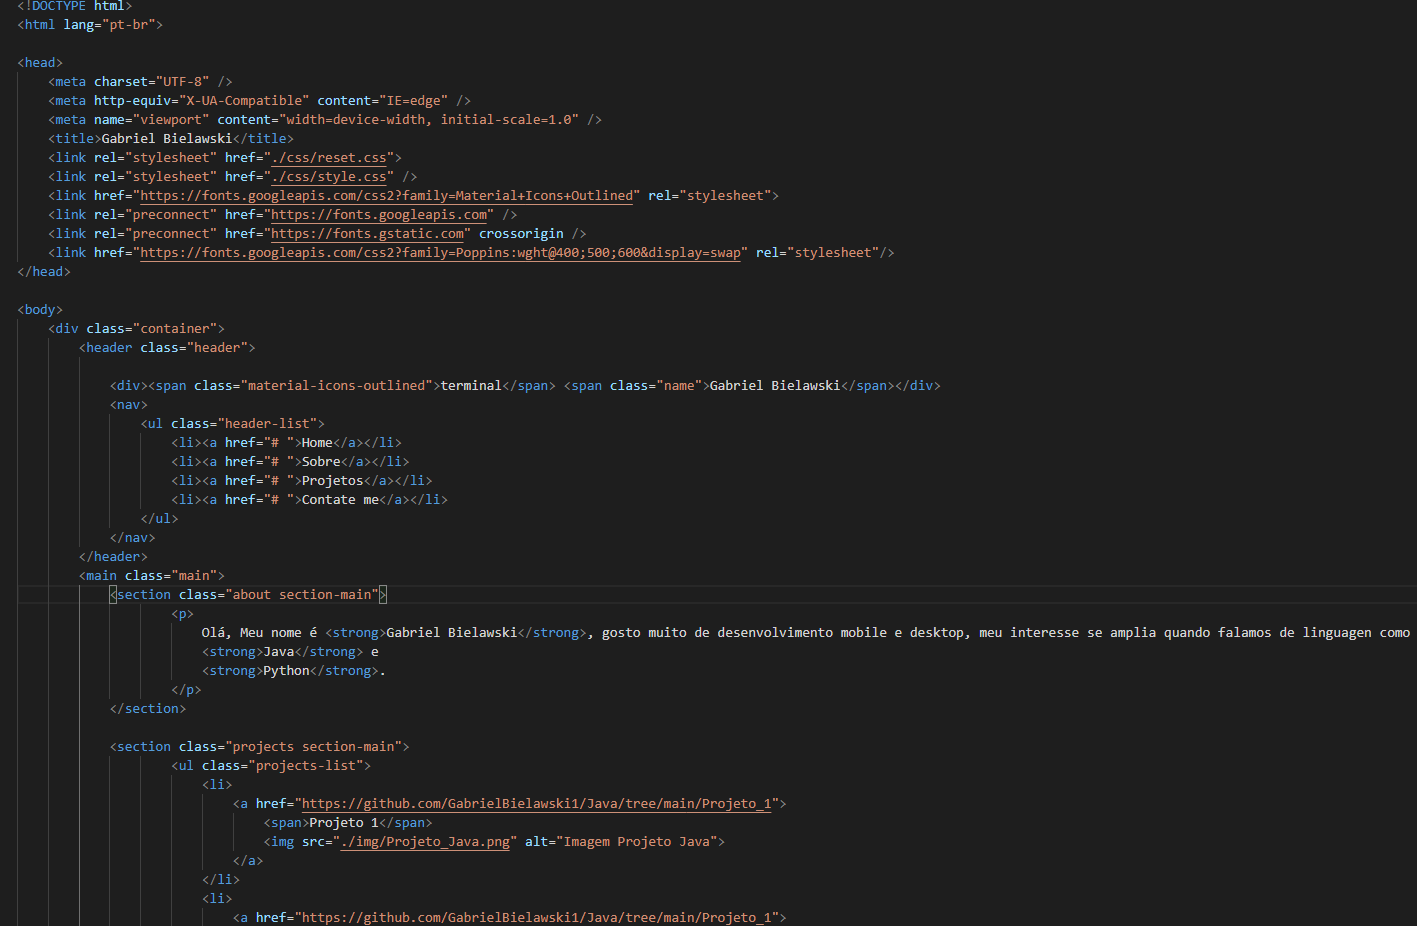 <!DOCTYPE html>
<html lang="pt-br">
<head>
<meta charset="UTF-8" />
<meta http-equiv="X-UA-Compatible" content="IE=edge" />
<meta name="viewport" content="width=device-width, initial-scale=1.0" />
<title>Gabriel Bielawski</title>
<link rel="stylesheet" href="./css/reset.css">
<link rel="stylesheet" href="./css/style.css" />
<link href="https://fonts.googleapis.com/css2?family=Material+Icons+Outlined" rel="stylesheet">
<link rel="preconnect" href="https://fonts.googleapis.com" />
<link rel="preconnect" href="https://fonts.gstatic.com" crossorigin />
<link href="https://fonts.googleapis.com/css2?family=Poppins:wght@400;500;600&display=swap" rel="stylesheet"/>
</head>
<body>
<div class="container">
<header class="header">
<div><span class="material-icons-outlined">terminal</span> <span class="name">Gabriel Bielawski</span></div>
<nav>
<ul class="header-list">
<li><a href="# ">Home</a></li>
<li><a href="# ">Sobre</a></li>
<li><a href="# ">Projetos</a></li>
<li><a href="# ">Contate me</a></li>
</ul>
</nav>
</header>
<main class="main">
<section class="about section-main">
<p>
Olá, Meu nome é <strong>Gabriel Bielawski</strong>, gosto muito de desenvolvimento mobile e desktop, meu interesse se amplia quando falamos de linguagen como
<strong>Java</strong> e
<strong>Python</strong>.
</p>
</section>
<section class="projects section-main">
<ul class="projects-list">
<li>
<a href="https://github.com/GabrielBielawski1/Java/tree/main/Projeto_1">
<span>Projeto 1</span>
<img src="./img/Projeto_Java.png" alt="Imagem Projeto Java">
</a>
</li>
<li>
<a href="https://github.com/GabrielBielawski1/Java/tree/main/Projeto_1">